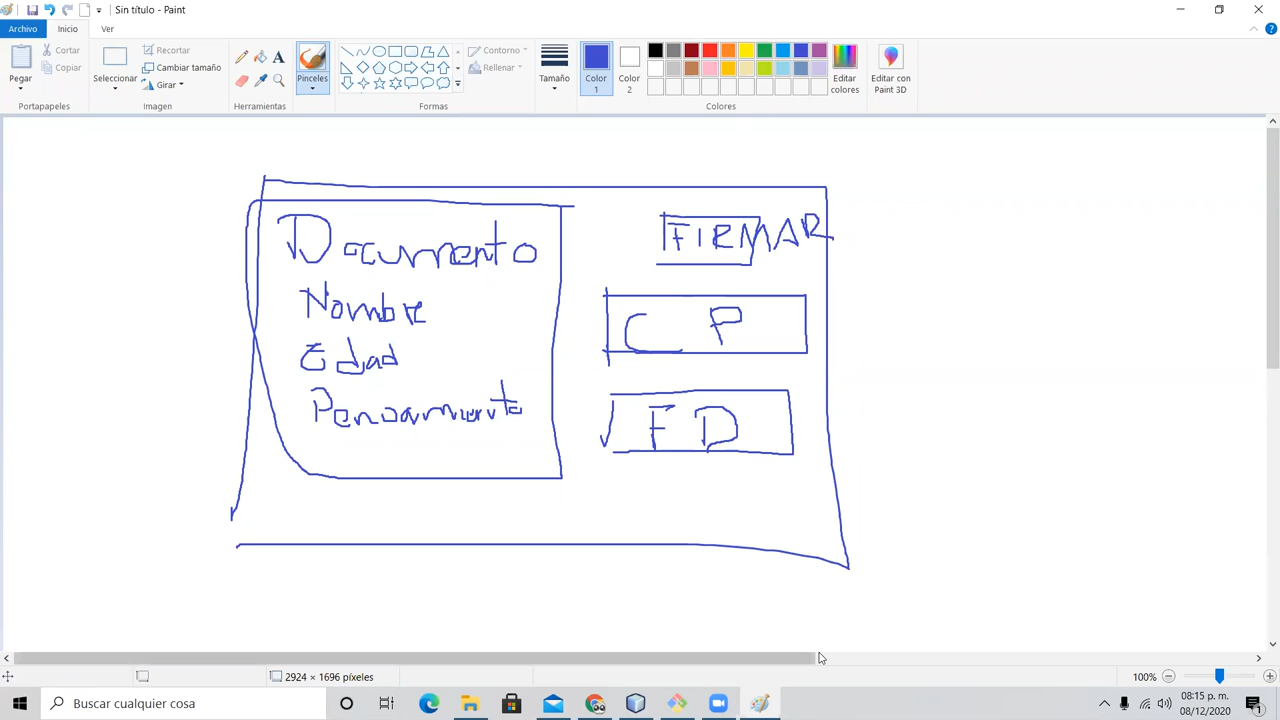 Sin título - Paint
Archivo
Inicio
Ver
Pegar
Cortar
Copiar
Portapapeles
Seleccionar
Recortar
Cambiar tamaño
Girar
Imagen
Herramientas
Pinceles
Contorno
Rellenar
Formas
Tamaño
Color 1
Color 2
Editar colores
Colores
Editar con Paint 3D
Documento
Nombre
Edad
Pensamiento
FIRMAR
C P
F D
2924 × 1696 píxeles
100%
Buscar cualquier cosa
08:15 p. m.
08/12/2020
1